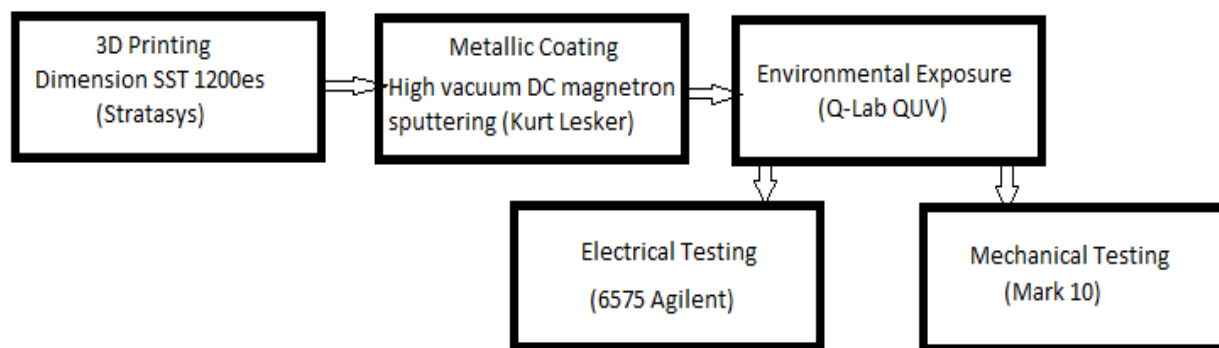 3D Printing
Dimension SST 1200es
(Stratasys)
Metallic Coating
High vacuum DC magnetron
sputtering (Kurt Lesker)
Environmental Exposure
(Q-Lab QUV)
Electrical Testing
(6575 Agilent)
Mechanical Testing
(Mark 10)